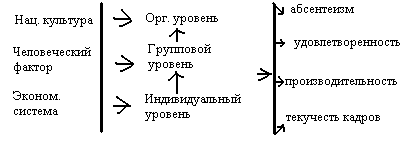 Нац. культура
Человеческий
фактор
Эконом.
система
Орг. уровень
Групповой
уровень
Индивидуальный
уровень
абсентеизм
удовлетворенность
производительность
текучесть кадров